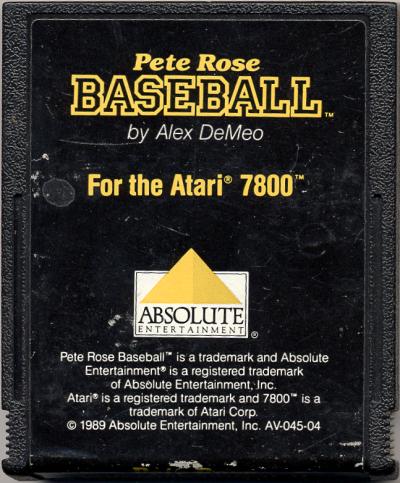 Pete Rose
BASEBALL™
by Alex DeMeo
For the Atari® 7800™
ABSOLUTE
ENTERTAINMENT®
Pete Rose Baseball™ is a trademark and Absolute
Entertainment® is a registered trademark
of Absolute Entertainment, Inc.
Atari® is a registered trademark and 7800™ is a
trademark of Atari Corp.
© 1989 Absolute Entertainment, Inc. AV-045-04